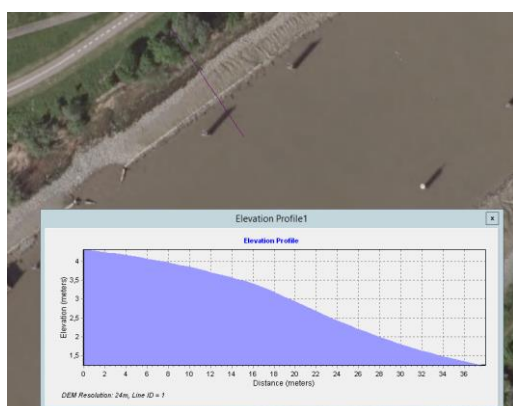 Elevation Profile1
x
Elevation Profile
Elevation (meters)
4
3,5
3
2,5
2
1,5
0 2 4 6 8 10 12 14 16 18 20 22 24 26 28 30 32 34 36
Distance (meters)
DEM Resolution: 24m, Line ID = 1